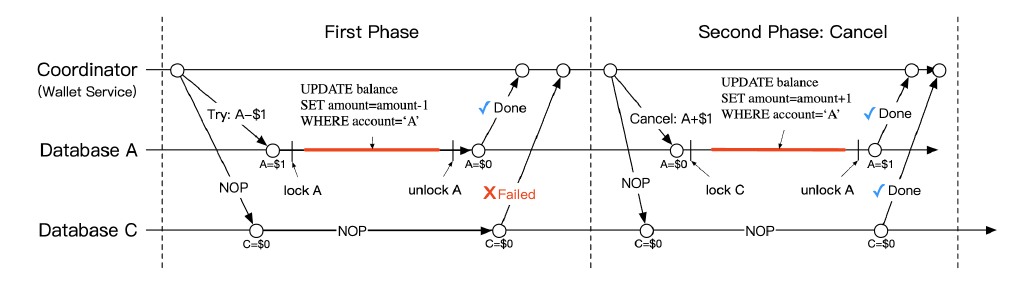 First Phase
Second Phase: Cancel
Coordinator
(Wallet Service)
UPDATE balance
SET amount=amount-1
WHERE account='A'
UPDATE balance
SET amount=amount+1
WHERE account='A'
Try: A-$1
Done
Cancel: A+$1
Done
Database A
A=$1
A=$0
A=$0
A=$1
lock A
unlock A
lock C
unlock A
NOP
Failed
NOP
Done
Database C
NOP
NOP
C=$0
C=$0
C=$0
C=$0